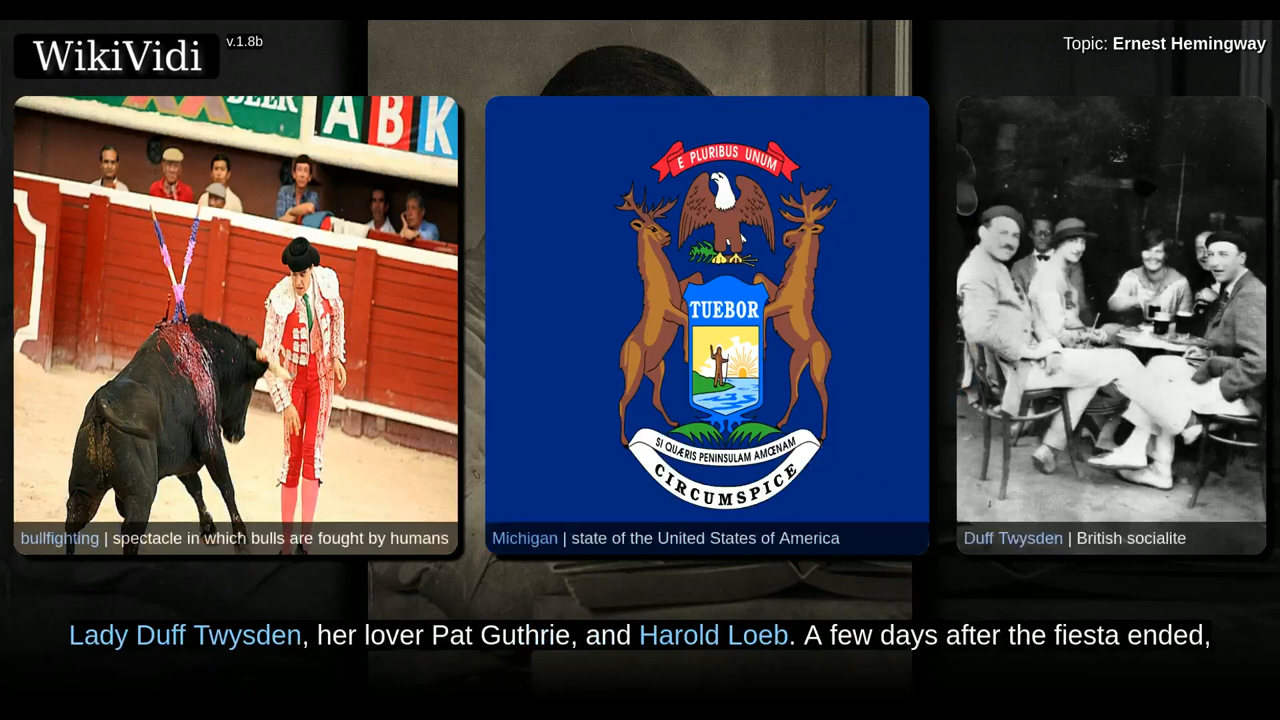 WikiVidi v.1.8b
Topic: Ernest Hemingway
BEER
A B K
E PLURIBUS UNUM
TUEBOR
SI QUÆRIS PENINSULAM AMŒNAM
CIRCUMSPICE
bullfighting | spectacle in which bulls are fought by humans
Michigan | state of the United States of America
Duff Twysden | British socialite
Lady Duff Twysden, her lover Pat Guthrie, and Harold Loeb. A few days after the fiesta ended,